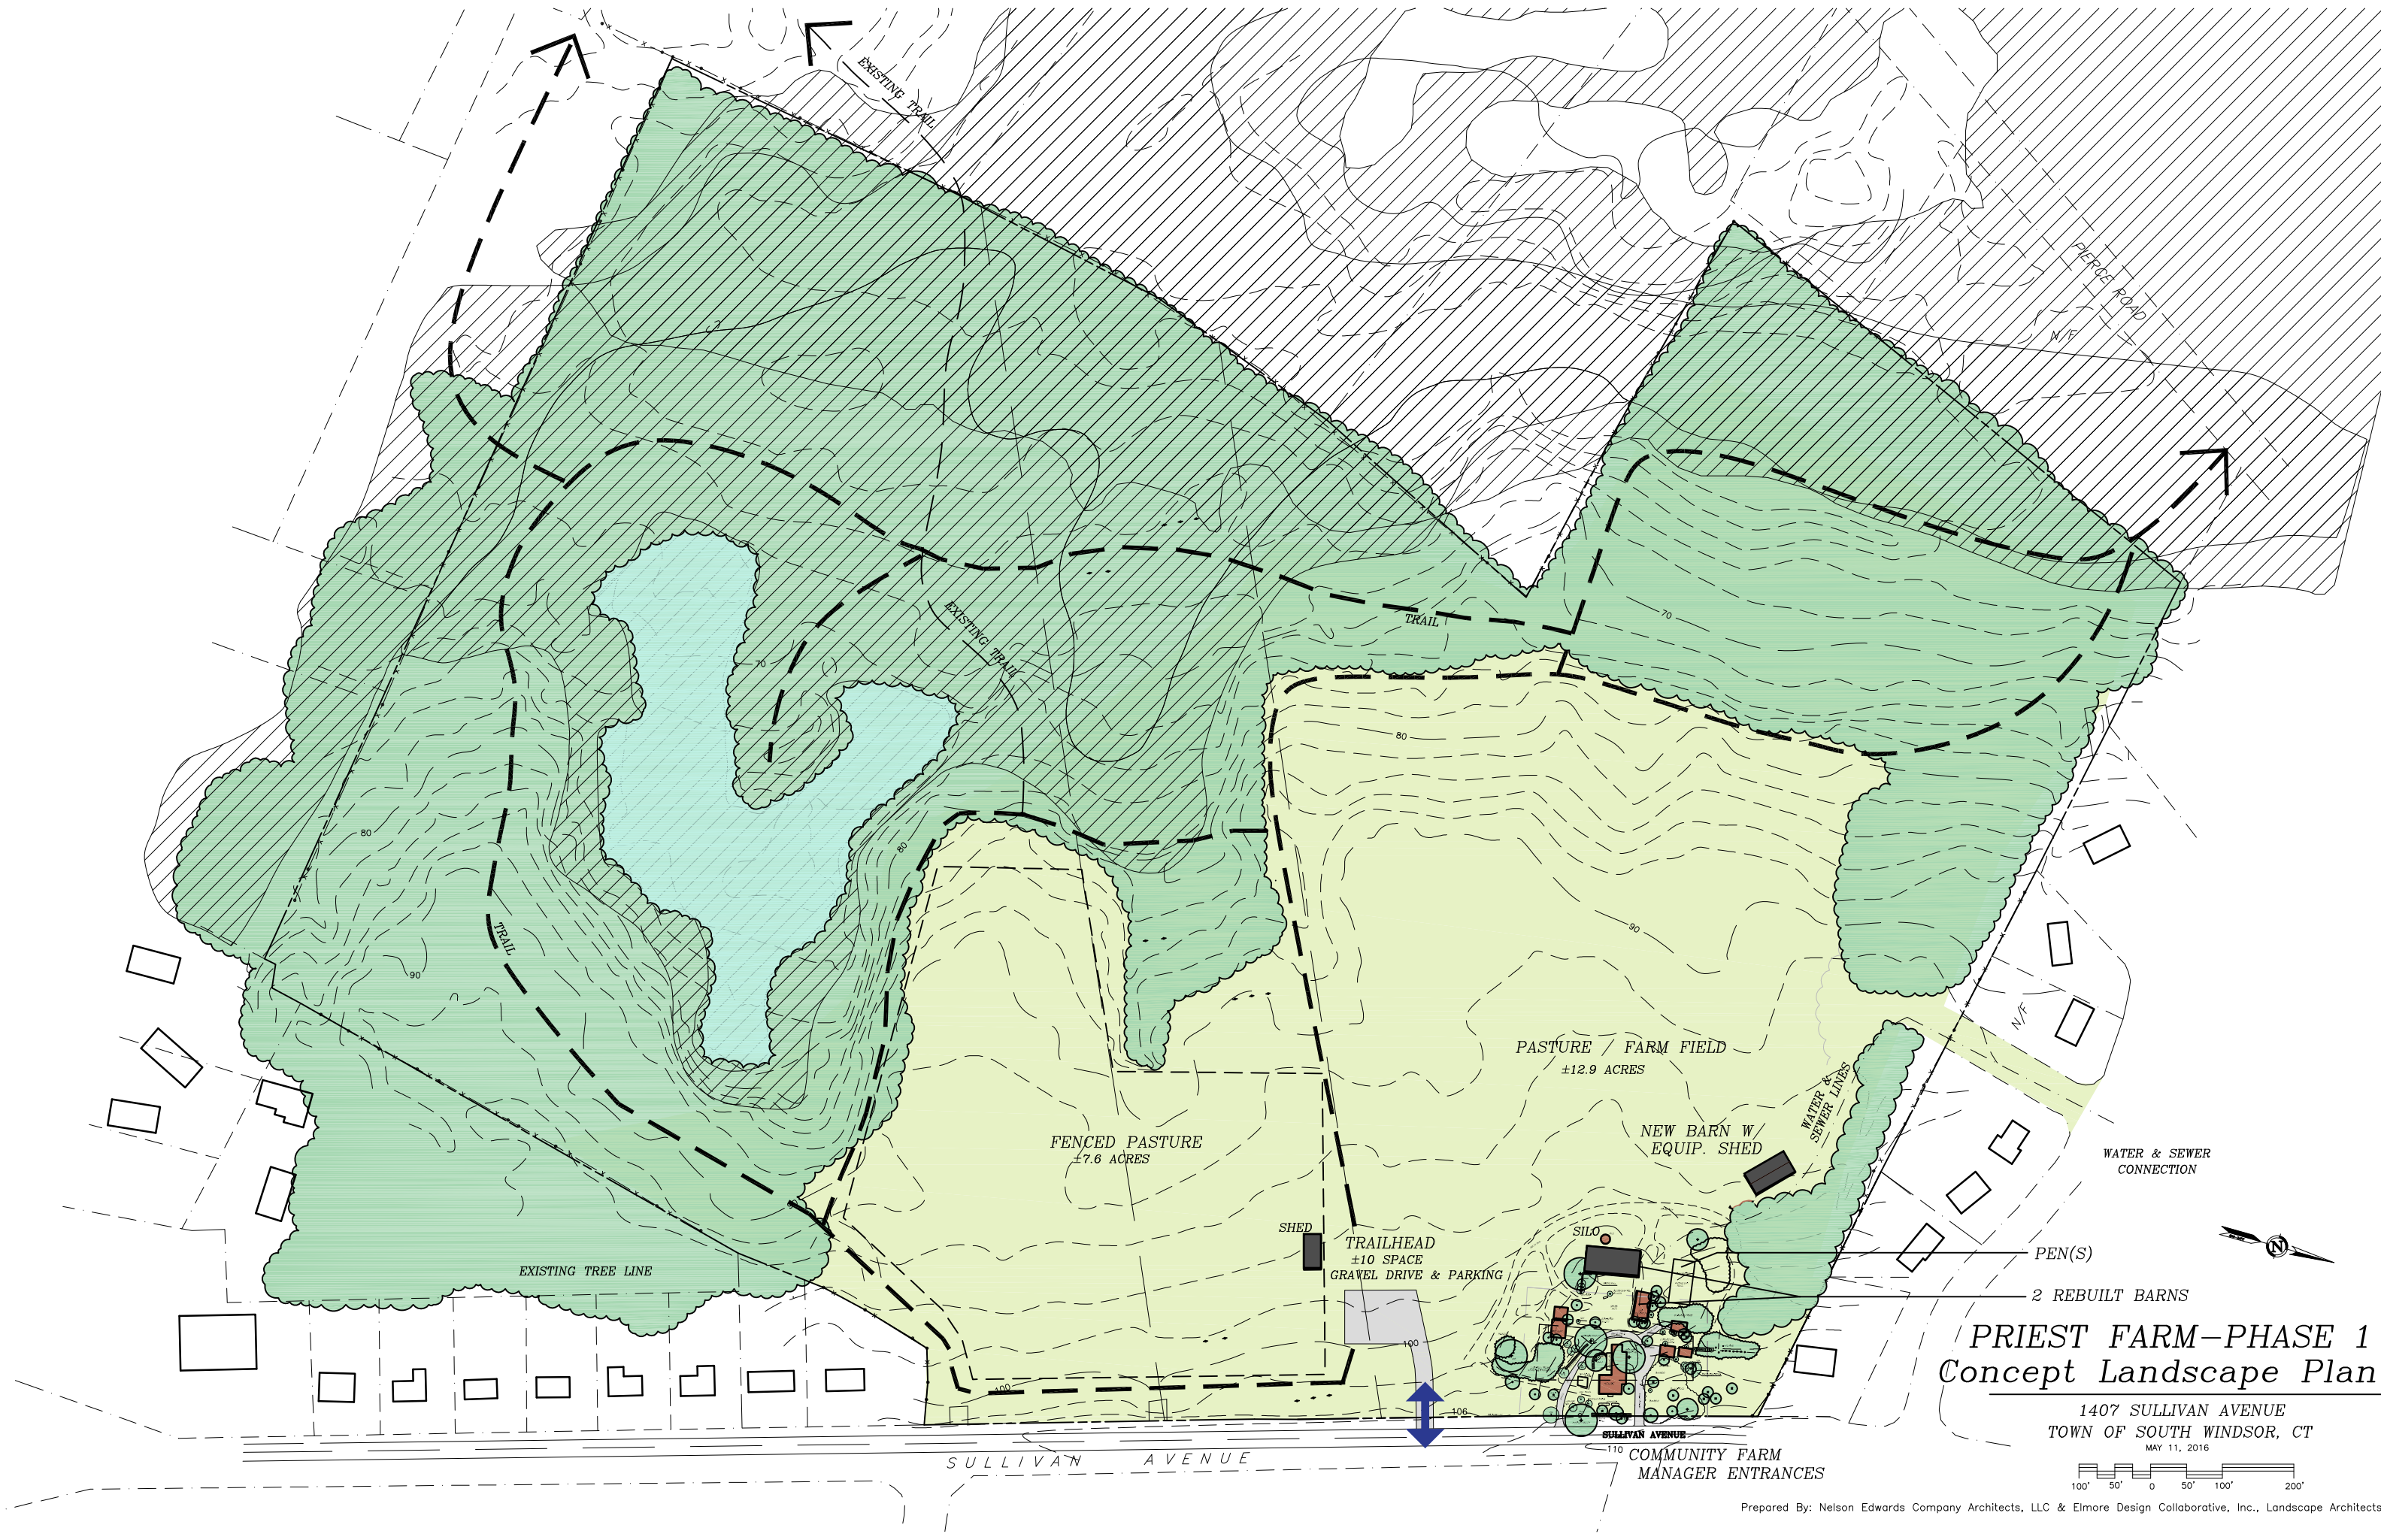 EXISTING TRAIL
PIERCE ROAD
N/F
70
EXISTING TRAIL
TRAIL
70
80
80
80
TRAIL
90
90
PASTURE / FARM FIELD
±12.9 ACRES
N/F
WATER &
SEWER LINES
FENCED PASTURE
±7.6 ACRES
NEW BARN W
EQUIP. SHED
WATER & SEWER
CONNECTION
SHED
TRAILHEAD
±10 SPACE
GRAVEL DRIVE & PARKING
SILO
N
PEN(S)
EXISTING TREE LINE
2 REBUILT BARNS
100
100
106
110
SULLIVAN AVENUE
SULLIVAN AVENUE
COMMUNITY FARM
MANAGER ENTRANCES
PRIEST FARM-PHASE 1
Concept Landscape Plan
1407 SULLIVAN AVENUE
TOWN OF SOUTH WINDSOR, CT
MAY 11, 2016
100' 50' 0 50' 100' 200'
Prepared By: Nelson Edwards Company Architects, LLC & Elmore Design Collaborative, Inc., Landscape Architects